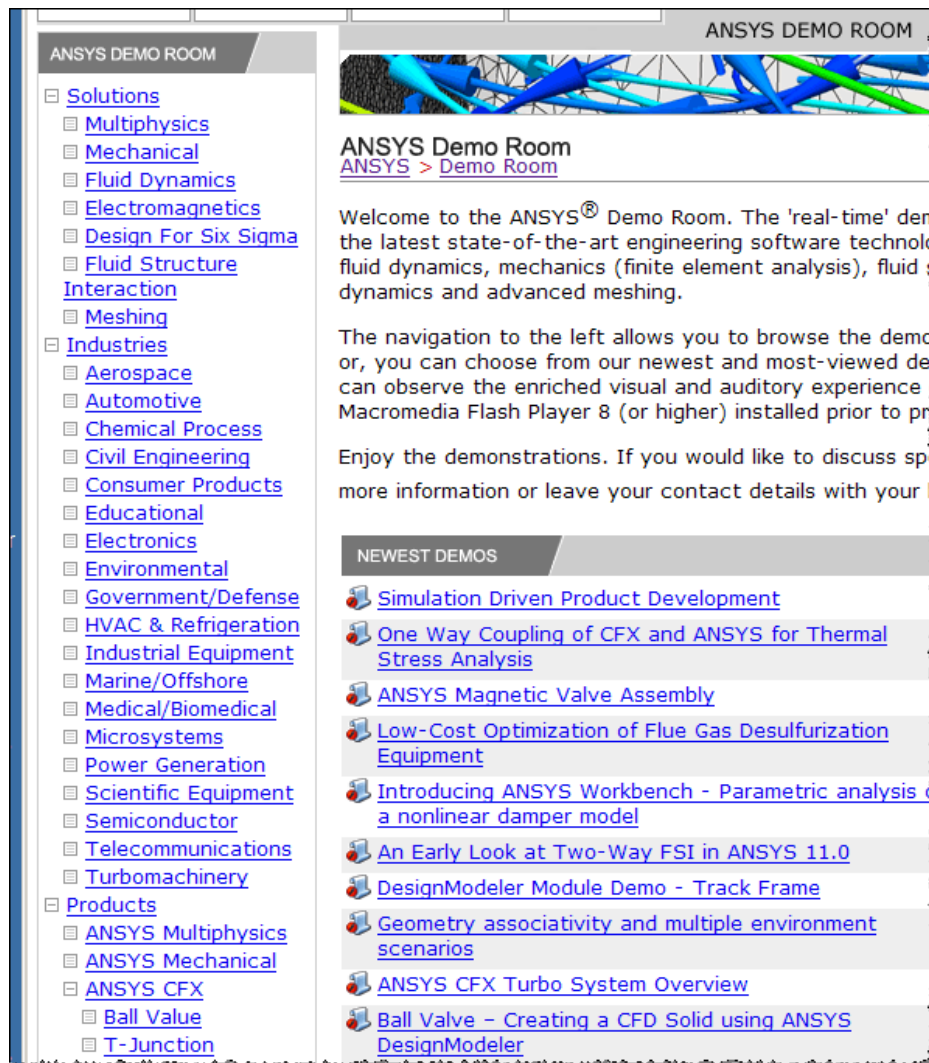 ANSYS DEMO ROOM
ANSYS DEMO ROOM
Solutions
Multiphysics
Mechanical
Fluid Dynamics
Electromagnetics
Design For Six Sigma
Fluid Structure
Interaction
Meshing
Industries
Aerospace
Automotive
Chemical Process
Civil Engineering
Consumer Products
Educational
Electronics
Environmental
Government/Defense
HVAC & Refrigeration
Industrial Equipment
Marine/Offshore
Medical/Biomedical
Microsystems
Power Generation
Scientific Equipment
Semiconductor
Telecommunications
Turbomachinery
Products
ANSYS Multiphysics
ANSYS Mechanical
ANSYS CFX
Ball Value
T-Junction
ANSYS Demo Room
ANSYS > Demo Room
Welcome to the ANSYS® Demo Room. The 'real-time'
the latest state-of-the-art engineering software
fluid dynamics, mechanics (finite element analysis), fluid
dynamics and advanced meshing.
The navigation to the left allows you to browse the
or, you can choose from our newest and most-viewed
can observe the enriched visual and auditory experience
Macromedia Flash Player 8 (or higher) installed prior to
Enjoy the demonstrations. If you would like to discuss
more information or leave your contact details with your
NEWEST DEMOS
Simulation Driven Product Development
One Way Coupling of CFX and ANSYS for Thermal
Stress Analysis
ANSYS Magnetic Valve Assembly
Low-Cost Optimization of Flue Gas Desulfurization
Equipment
Introducing ANSYS Workbench - Parametric analysis
a nonlinear damper model
An Early Look at Two-Way FSI in ANSYS 11.0
DesignModeler Module Demo - Track Frame
Geometry associativity and multiple environment
scenarios
ANSYS CFX Turbo System Overview
Ball Valve – Creating a CFD Solid using ANSYS
DesignModeler